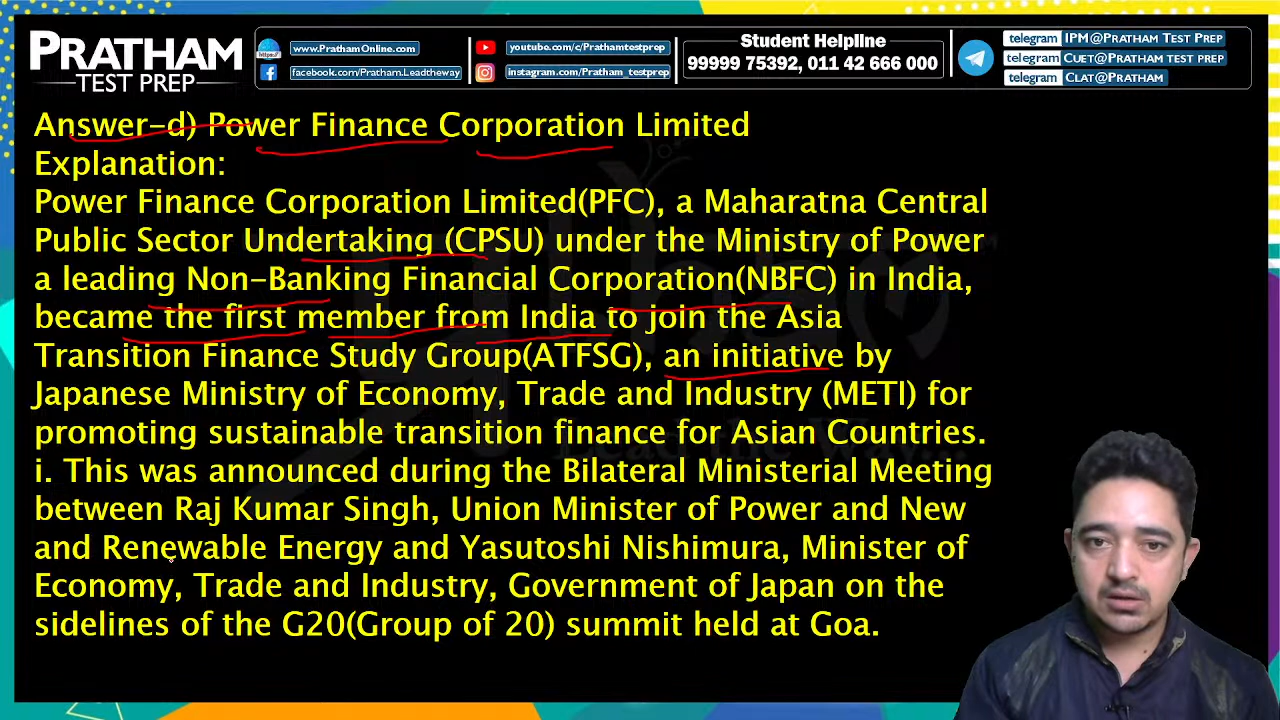 PRATHAM
TEST PREP
https://
www.PrathamOnline.com
facebook.com/Pratham.Leadtheway
youtube.com/c/Prathamtestprep
instagram.com/Pratham_testprep
Student Helpline
99999 75392, 011 42 666 000
telegram IPM@PRATHAM TEST PREP
telegram CUET@PRATHAM TEST PREP
telegram CLAT@PRATHAM
Answer-d) Power Finance Corporation Limited
Explanation:
Power Finance Corporation Limited(PFC), a Maharatna Central
Public Sector Undertaking (CPSU) under the Ministry of Power
a leading Non-Banking Financial Corporation(NBFC) in India,
became the first member from India to join the Asia
Transition Finance Study Group(ATFSG), an initiative by
Japanese Ministry of Economy, Trade and Industry (METI) for
promoting sustainable transition finance for Asian Countries.
i. This was announced during the Bilateral Ministerial Meeting
between Raj Kumar Singh, Union Minister of Power and New
and Renewable Energy and Yasutoshi Nishimura, Minister of
Economy, Trade and Industry, Government of Japan on the
sidelines of the G20(Group of 20) summit held at Goa.